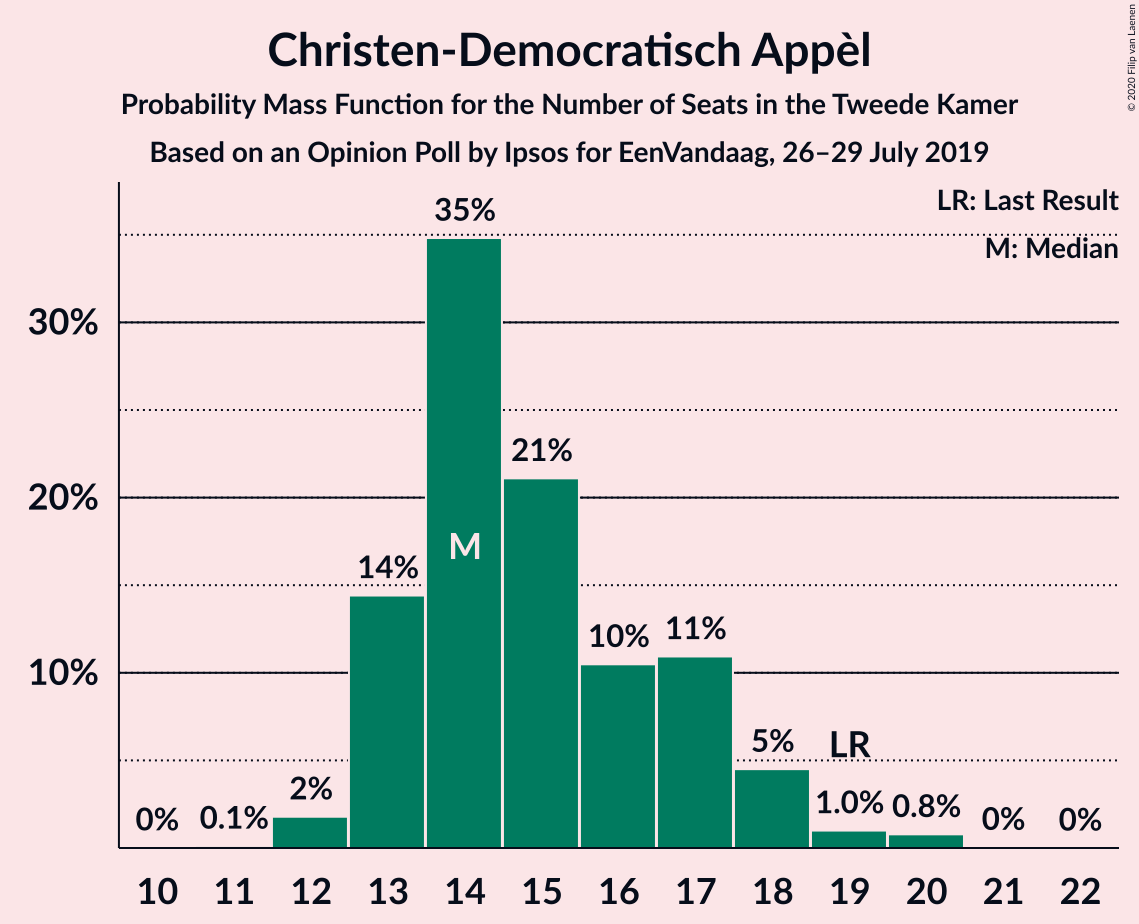 Christen-Democratisch Appèl
Probability Mass Function for the Number of Seats in the Tweede Kamer
Based on an Opinion Poll by Ipsos for EenVandaag, 26–29 July 2019
© 2020 Filip van Laenen
LR: Last Result
M: Median
30%
20%
10%
0%
0.1%
2%
14%
35%
M
21%
10%
11%
5%
LR
1.0%
0.8%
0%
0%
10 11 12 13 14 15 16 17 18 19 20 21 22